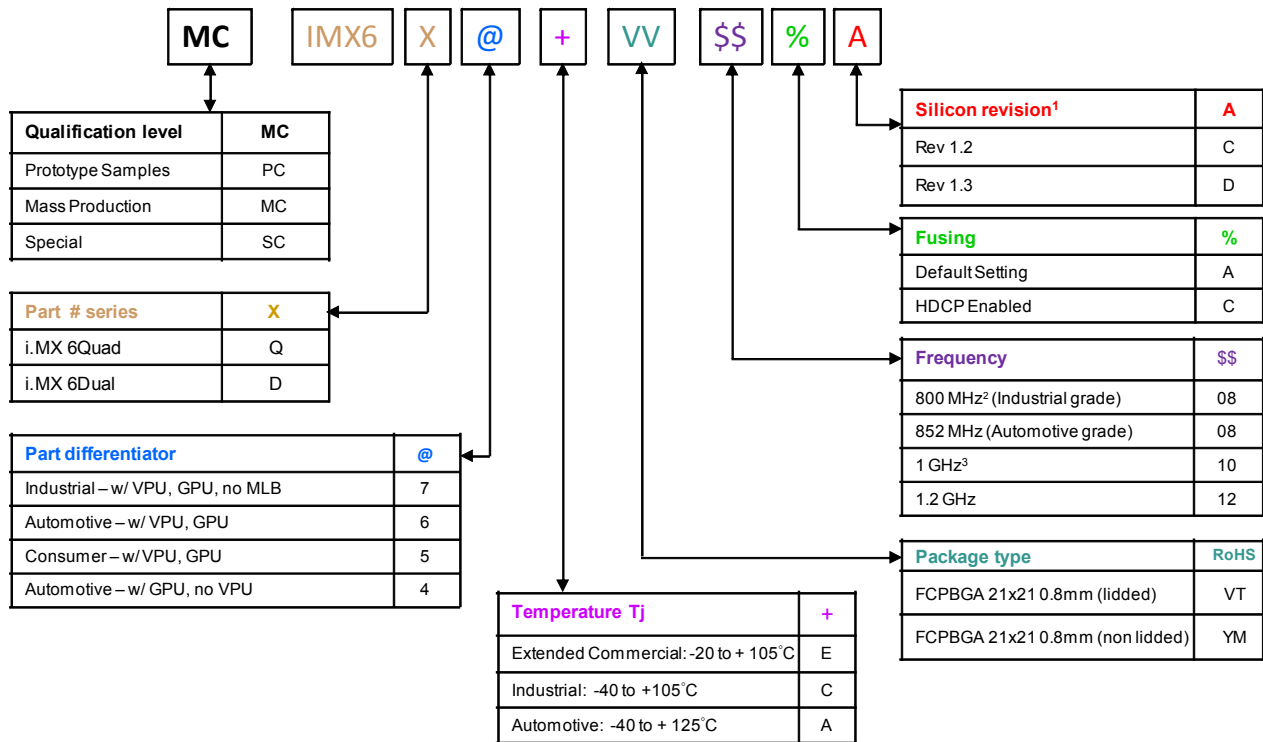 MC IMX6 X @ + VV $$ % A
Qualification level MC
Prototype Samples PC
Mass Production MC
Special SC
Part # series X
i.MX 6Quad Q
i.MX 6Dual D
Part differentiator @
Industrial – w/ VPU, GPU, no MLB 7
Automotive – w/ VPU, GPU 6
Consumer – w/ VPU, GPU 5
Automotive – w/ GPU, no VPU 4
Temperature Tj +
Extended Commercial: -20 to + 105°C E
Industrial: -40 to +105°C C
Automotive: -40 to + 125°C A
Silicon revision¹ A
Rev 1.2 C
Rev 1.3 D
Fusing %
Default Setting A
HDCP Enabled C
Frequency $$
800 MHz² (Industrial grade) 08
852 MHz (Automotive grade) 08
1 GHz³ 10
1.2 GHz 12
Package type RoHS
FCPBGA 21x21 0.8mm (lidded) VT
FCPBGA 21x21 0.8mm (non lidded) YM